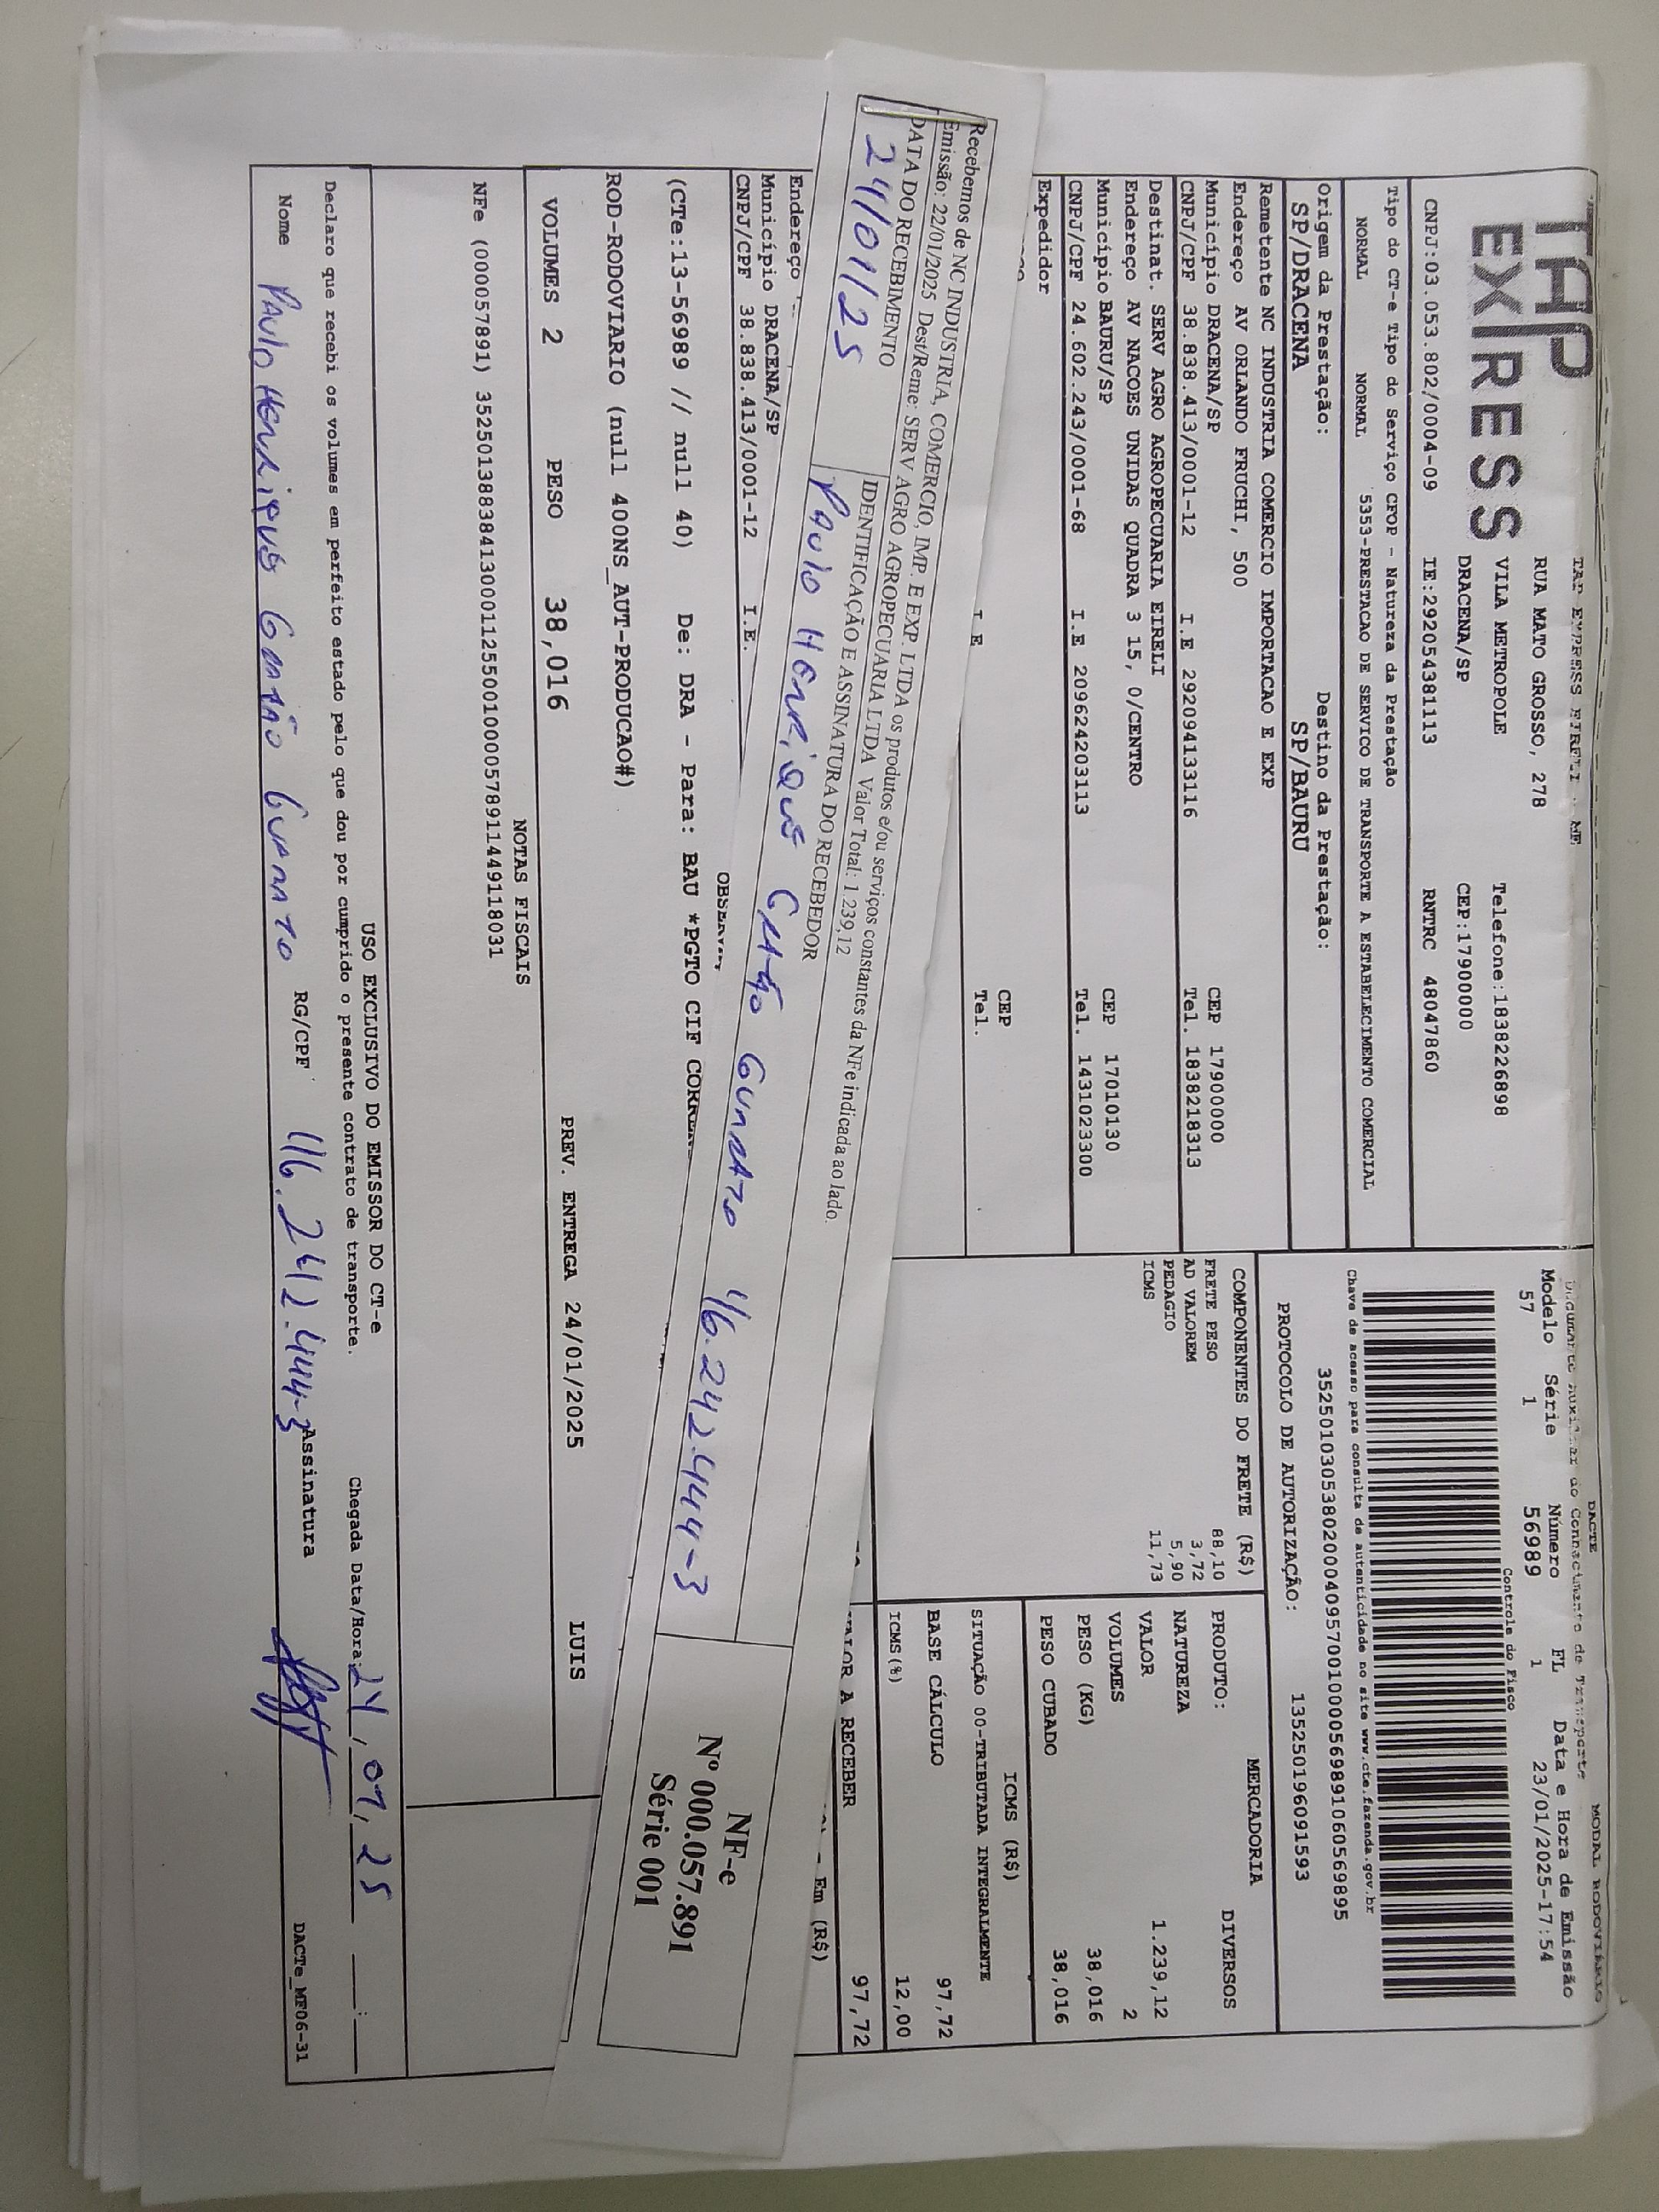 TAP EXPRESS
TAP EXPRESS EIRELI - ME
RUA MATO GROSSO, 278
VILA METROPOLE Telefone:1838226898
DRACENA/SP CEP:17900000
CNPJ:03.053.802/0004-09 IE:292054381113 RNTRC 48047860
Tipo do CT-e Tipo do Serviço CFOP - Natureza da Prestação
NORMAL NORMAL 5353-PRESTACAO DE SERVICO DE TRANSPORTE A ESTABELECIMENTO COMERCIAL
Origem da Prestação: Destino da Prestação:
SP/DRACENA SP/BAURU
Remetente NC INDUSTRIA COMERCIO IMPORTACAO E EXP
Endereço AV ORLANDO FRUCHI, 500 CEP 17900000
Município DRACENA/SP Tel. 1838218313
CNPJ/CPF 38.838.413/0001-12 I.E 292094133116
Destinat. SERV AGRO AGROPECUARIA EIRELI
Endereço AV NACOES UNIDAS QUADRA 3 15, 0/CENTRO
Município BAURU/SP CEP 17010130
CNPJ/CPF 24.602.243/0001-68 I.E 209624203113 Tel. 1431023300
Expedidor
CEP
I E Tel.
DACTE MODAL RODOVIÁRIO
Documento Auxiliar do Conhecimento de Transporte
Modelo Série Número FL Data e Hora de Emissão
57 1 56989 1 23/01/2025-17:54
Controle do Fisco
Chave de acesso para consulta de autenticidade no site www.cte.fazenda.gov.br
35250103053802000409570010000569891060569895
PROTOCOLO DE AUTORIZAÇÃO: 135250196091593
COMPONENTES DO FRETE (R$)
FRETE PESO 88,10
AD VALOREM 3,72
PEDAGIO 5,90
ICMS 11,73
MERCADORIA
PRODUTO: DIVERSOS
NATUREZA
VALOR 1.239,12
VOLUMES 2
PESO (KG) 38,016
PESO CUBADO 38,016
ICMS (R$)
SITUAÇÃO 00-TRIBUTADA INTEGRALMENTE
BASE CÁLCULO 97,72
ICMS(%) 12,00
Em (R$)
VALOR A RECEBER 97,72
Recebemos de NC INDUSTRIA, COMERCIO, IMP. E EXP. LTDA os produtos e/ou serviços constantes da NFe indicada ao lado.
Emissão: 22/01/2025 Dest/Reme: SERV AGRO AGROPECUARIA LTDA Valor Total: 1.239,12
DATA DO RECEBIMENTO IDENTIFICAÇÃO E ASSINATURA DO RECEBEDOR
24/01/25 Paulo Henrique 16.242.444-3
NF-e
Nº 000.057.891
Série 001
Endereço
Município DRACENA/SP
CNPJ/CPF 38.838.413/0001-12 I.E.
(CTe:13-56989 // null 40) De: DRA - Para: BAU *PGTO CIF
ROD-RODOVIARIO (null 400NS_AUT-PRODUCAO#)
VOLUMES 2 PESO 38,016 PREV. ENTREGA 24/01/2025 LUIS
NOTAS FISCAIS
NFe (000057891) 35250138838413000112550010000578911449118031
USO EXCLUSIVO DO EMISSOR DO CT-e
Declaro que recebi os volumes em perfeito estado pelo que dou por cumprido o presente contrato de transporte. Chegada Data/Hora: 24, 01, 25 :
Nome Paulo Henrique RG/CPF 16.242.444-3 Assinatura
DACTe_MF06-31